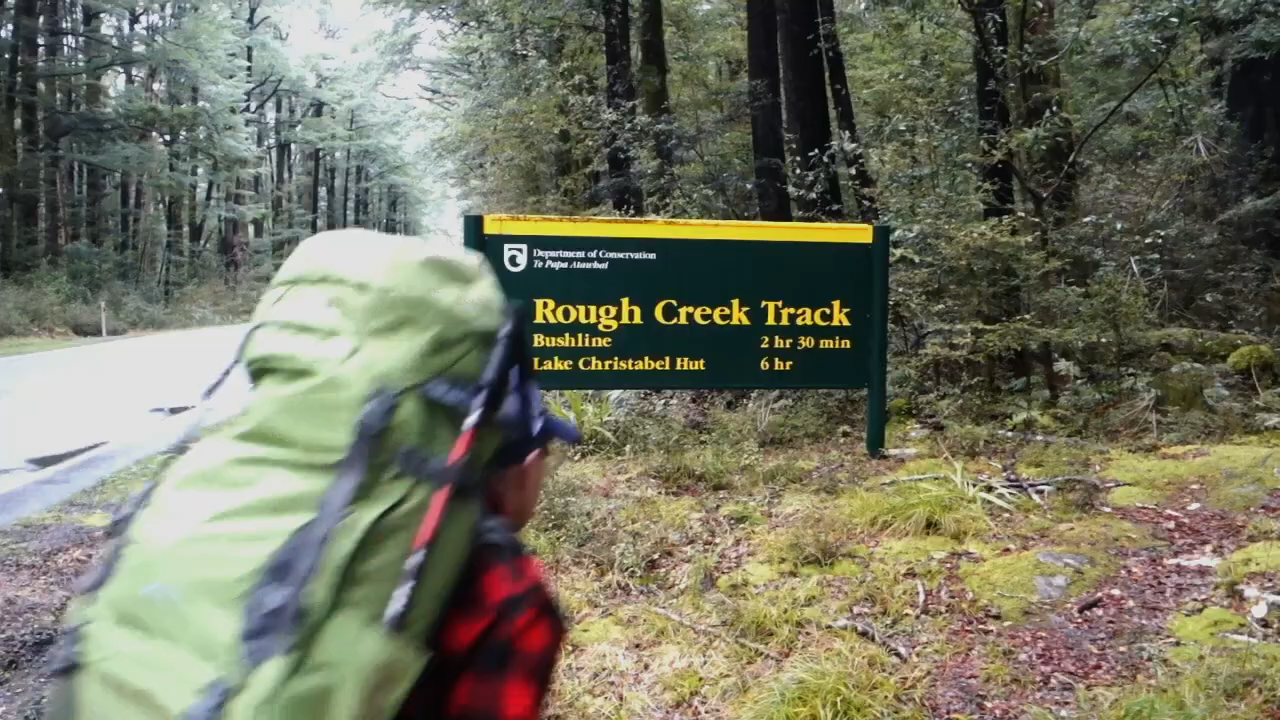 Department of Conservation
Te Papa Atawhai
Rough Creek Track
Bushline 2 hr 30 min
Lake Christabel Hut 6 hr